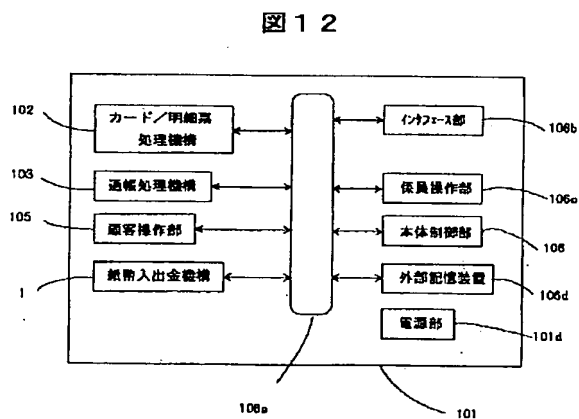 図12
102
カード/明細票
処理機構
103
通帳処理機構
105
顧客操作部
1
紙幣入出金機構
インタフェース部
106b
係員操作部
本体制御部
106
外部記憶装置
106d
電源部
101d
106a
101